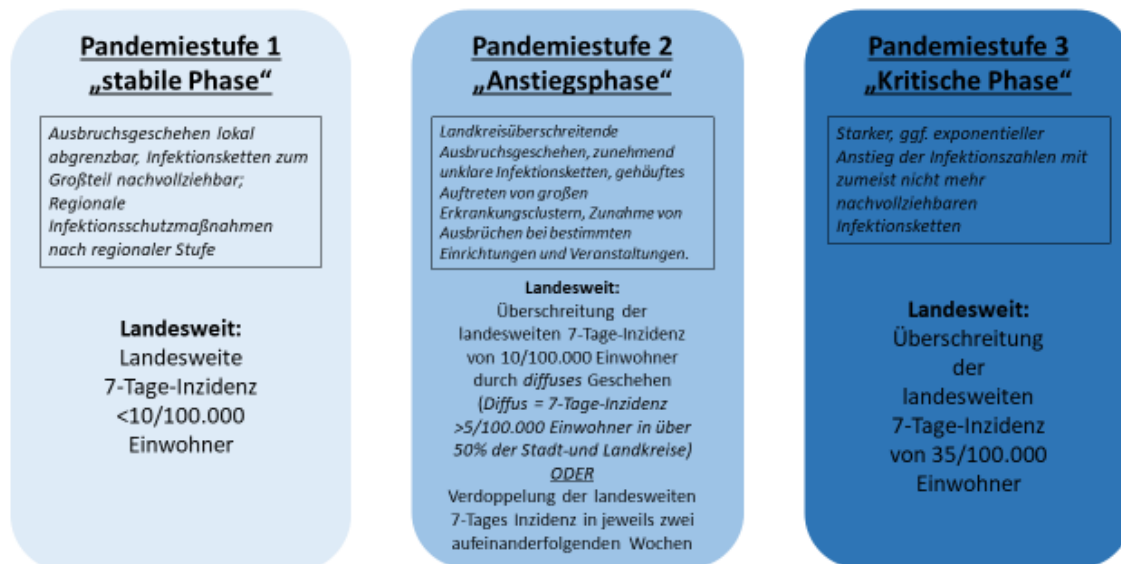 Pandemiestufe 1
„stabile Phase“
Ausbruchsgeschehen lokal
abgrenzbar, Infektionsketten zum
Großteil nachvollziehbar;
Regionale
Infektionsschutzmaßnahmen
nach regionaler Stufe
Landesweit:
Landesweite
7-Tage-Inzidenz
<10/100.000
Einwohner
Pandemiestufe 2
„Anstiegsphase“
Landkreisüberschreitende
Ausbruchsgeschehen, zunehmend
unklare Infektionsketten, gehäuftes
Auftreten von großen
Erkrankungsclustern, Zunahme von
Ausbrüchen bei bestimmten
Einrichtungen und Veranstaltungen.
Landesweit:
Überschreitung der
landesweiten 7-Tage-Inzidenz
von 10/100.000 Einwohner
durch diffuses Geschehen
(Diffus = 7-Tage-Inzidenz
>5/100.000 Einwohner in über
50% der Stadt-und Landkreise)
ODER
Verdoppelung der landesweiten
7-Tages Inzidenz in jeweils zwei
aufeinanderfolgenden Wochen
Pandemiestufe 3
„Kritische Phase“
Starker, ggf. exponentieller
Anstieg der Infektionszahlen mit
zumeist nicht mehr
nachvollziehbaren
Infektionsketten
Landesweit:
Überschreitung
der
landesweiten
7-Tage-Inzidenz
von 35/100.000
Einwohner